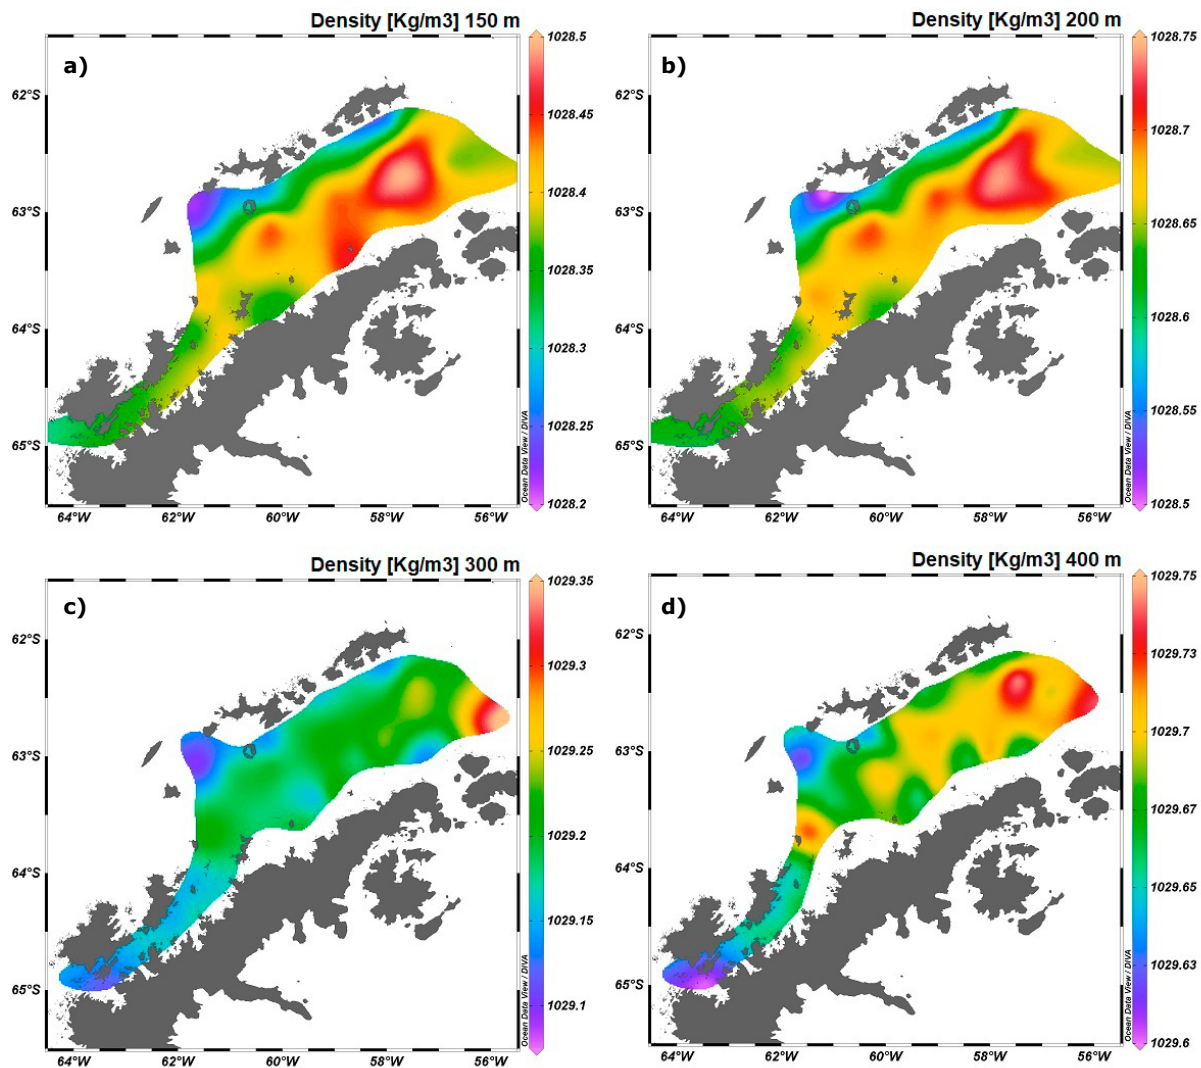 Density [Kg/m3] 150 m
a)
62°S
63°S
64°S
65°S
64°W
62°W
60°W
58°W
56°W
1028.5
1028.45
1028.4
1028.35
1028.3
1028.25
1028.2
Ocean Data View / DIVA
Density [Kg/m3] 200 m
b)
62°S
63°S
64°S
65°S
64°W
62°W
60°W
58°W
56°W
1028.75
1028.7
1028.65
1028.6
1028.55
1028.5
Ocean Data View / DIVA
Density [Kg/m3] 300 m
c)
62°S
63°S
64°S
65°S
64°W
62°W
60°W
58°W
56°W
1029.35
1029.3
1029.25
1029.2
1029.15
1029.1
Ocean Data View / DIVA
Density [Kg/m3] 400 m
d)
62°S
63°S
64°S
65°S
64°W
62°W
60°W
58°W
56°W
1029.75
1029.73
1029.7
1029.67
1029.65
1029.63
1029.6
Ocean Data View / DIVA